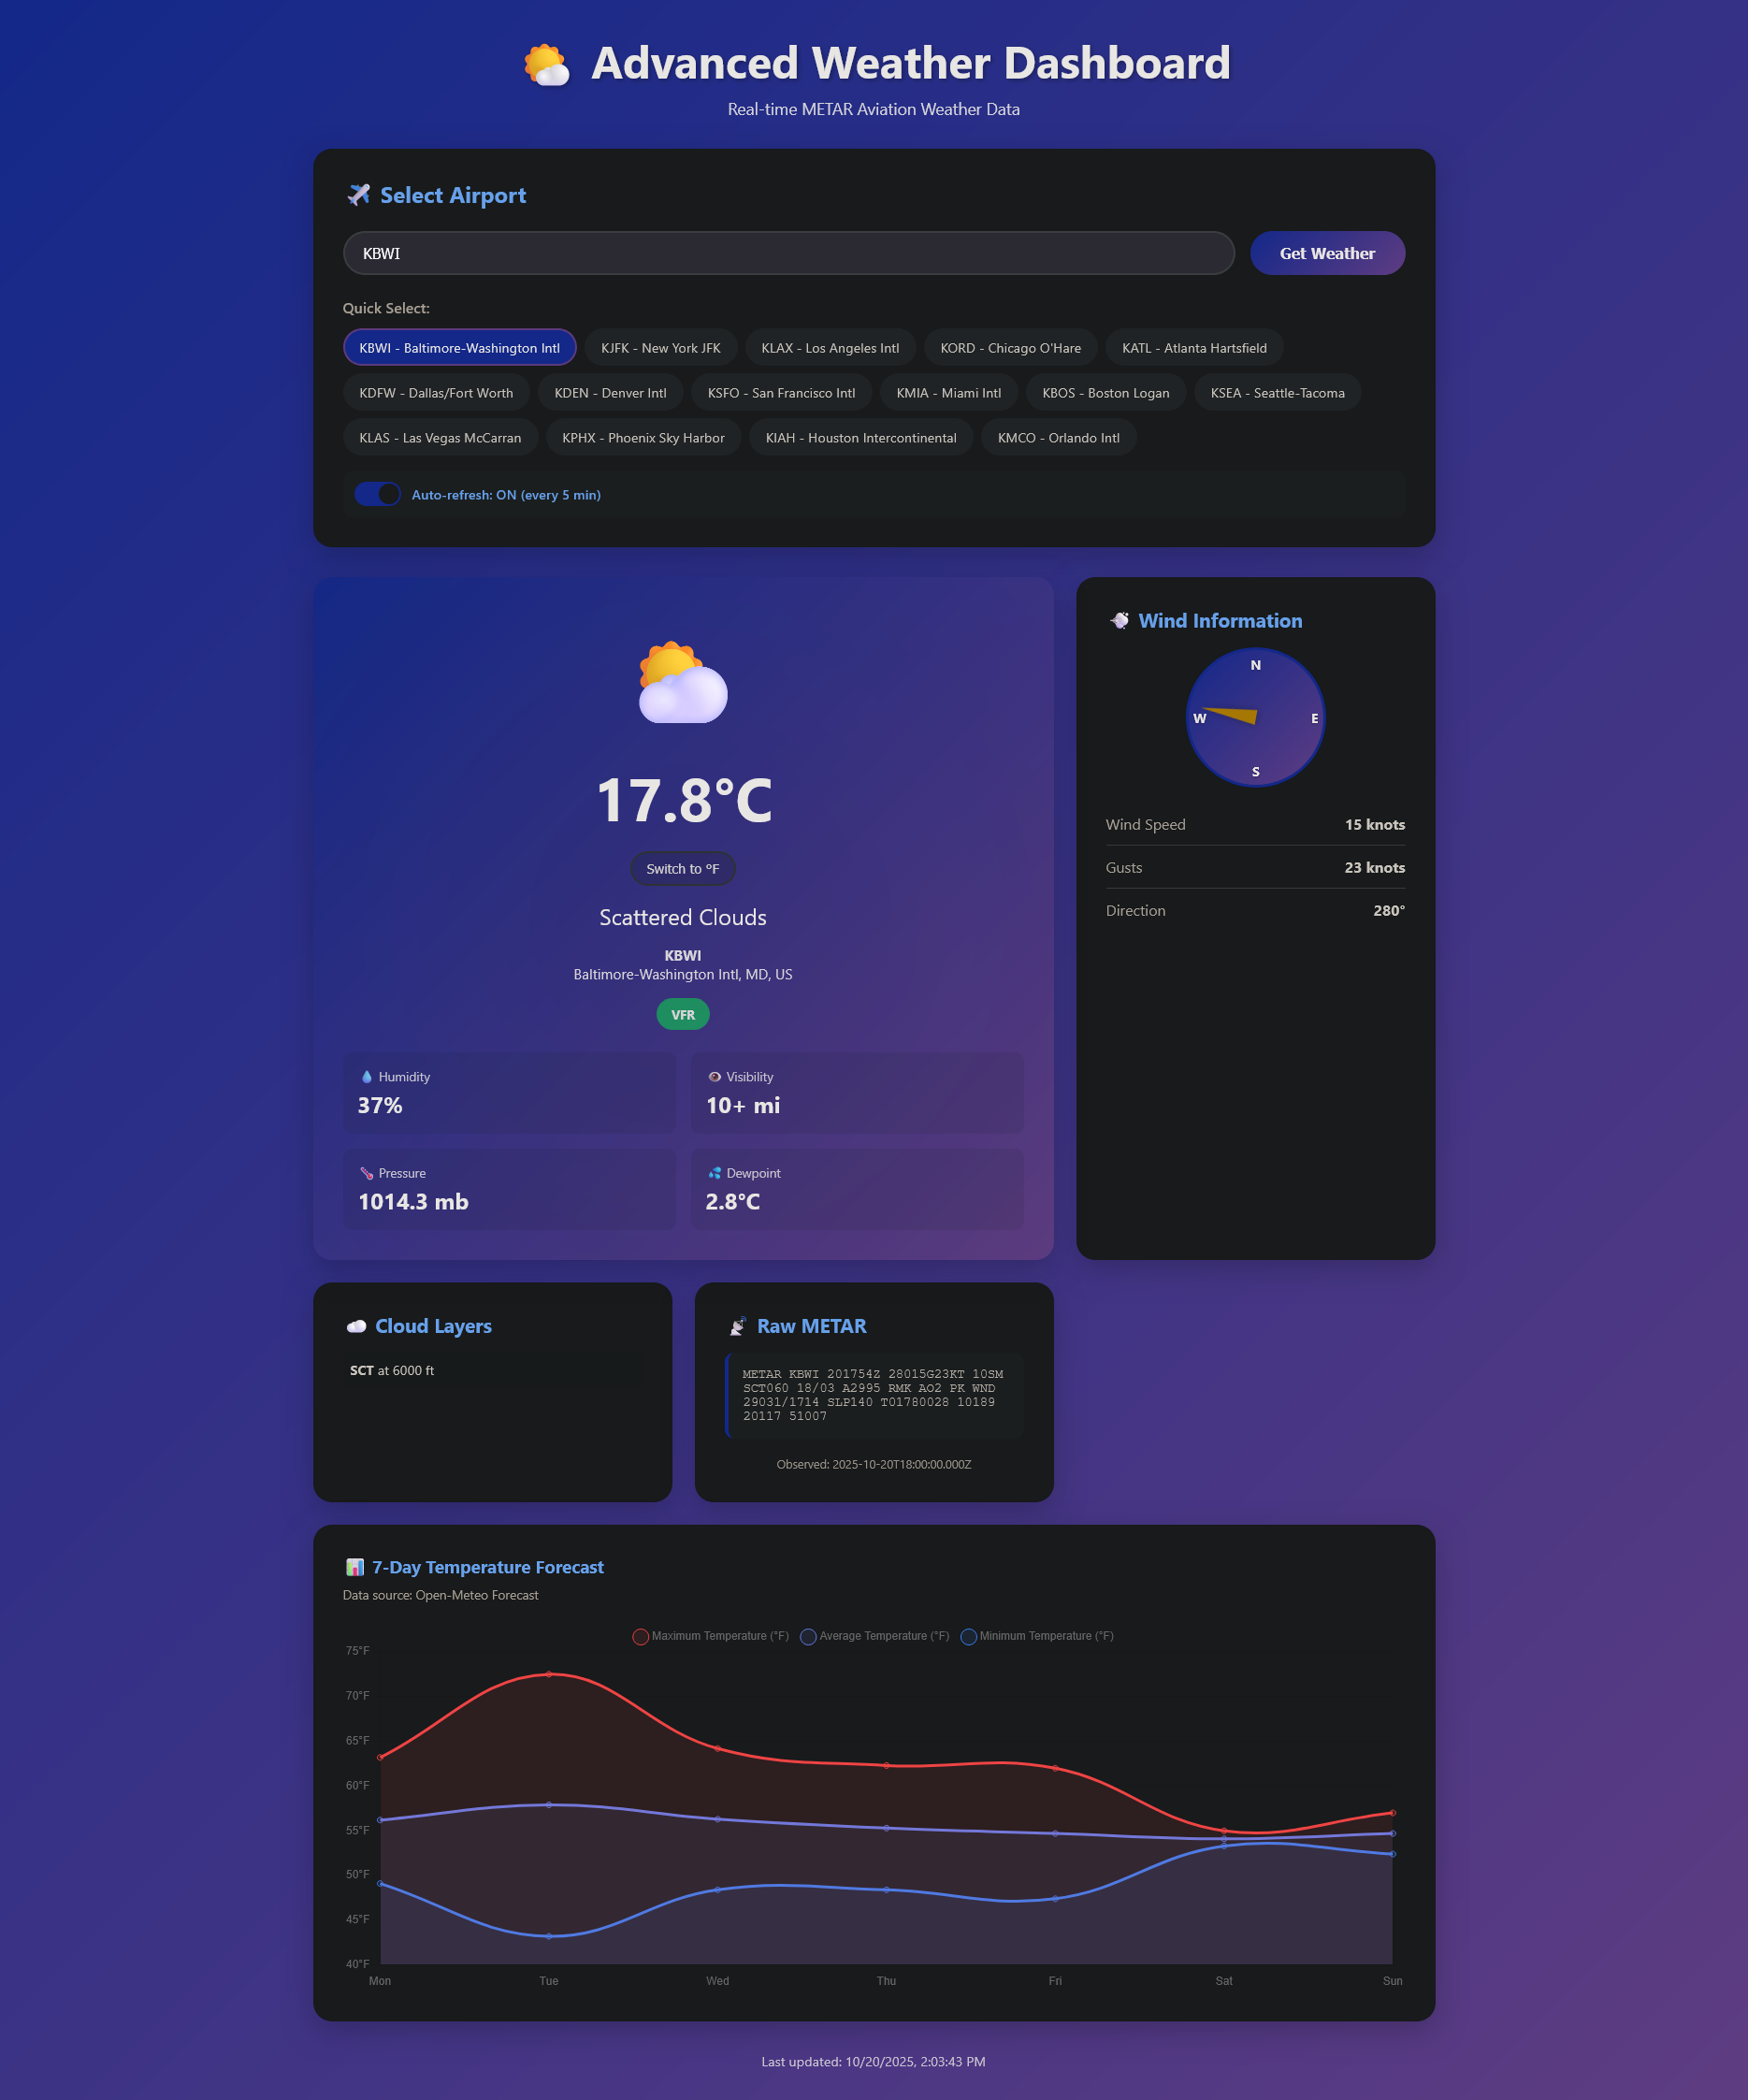 Advanced Weather Dashboard
Real-time METAR Aviation Weather Data
Select Airport
KBWI
Get Weather
Quick Select:
KBWI - Baltimore-Washington Intl
KJFK - New York JFK
KLAX - Los Angeles Intl
KORD - Chicago O'Hare
KATL - Atlanta Hartsfield
KDFW - Dallas/Fort Worth
KDEN - Denver Intl
KSFO - San Francisco Intl
KMIA - Miami Intl
KBOS - Boston Logan
KSEA - Seattle-Tacoma
KLAS - Las Vegas McCarran
KPHX - Phoenix Sky Harbor
KIAH - Houston Intercontinental
KMCO - Orlando Intl
Auto-refresh: ON (every 5 min)
17.8°C
Switch to °F
Scattered Clouds
KBWI
Baltimore-Washington Intl, MD, US
VFR
Humidity
37%
Visibility
10+ mi
Pressure
1014.3 mb
Dewpoint
2.8°C
Wind Information
N
W
E
S
Wind Speed
15 knots
Gusts
23 knots
Direction
280°
Cloud Layers
SCT at 6000 ft
Raw METAR
METAR KBWI 201754Z 28015G23KT 10SM
SCT060 18/03 A2995 RMK AO2 PK WND
29031/1714 SLP140 T01780028 10189
20117 51007
Observed: 2025-10-20T18:00:00.000Z
7-Day Temperature Forecast
Data source: Open-Meteo Forecast
Maximum Temperature (°F)
Average Temperature (°F)
Minimum Temperature (°F)
75°F
70°F
65°F
60°F
55°F
50°F
45°F
40°F
Mon
Tue
Wed
Thu
Fri
Sat
Sun
Last updated: 10/20/2025, 2:03:43 PM